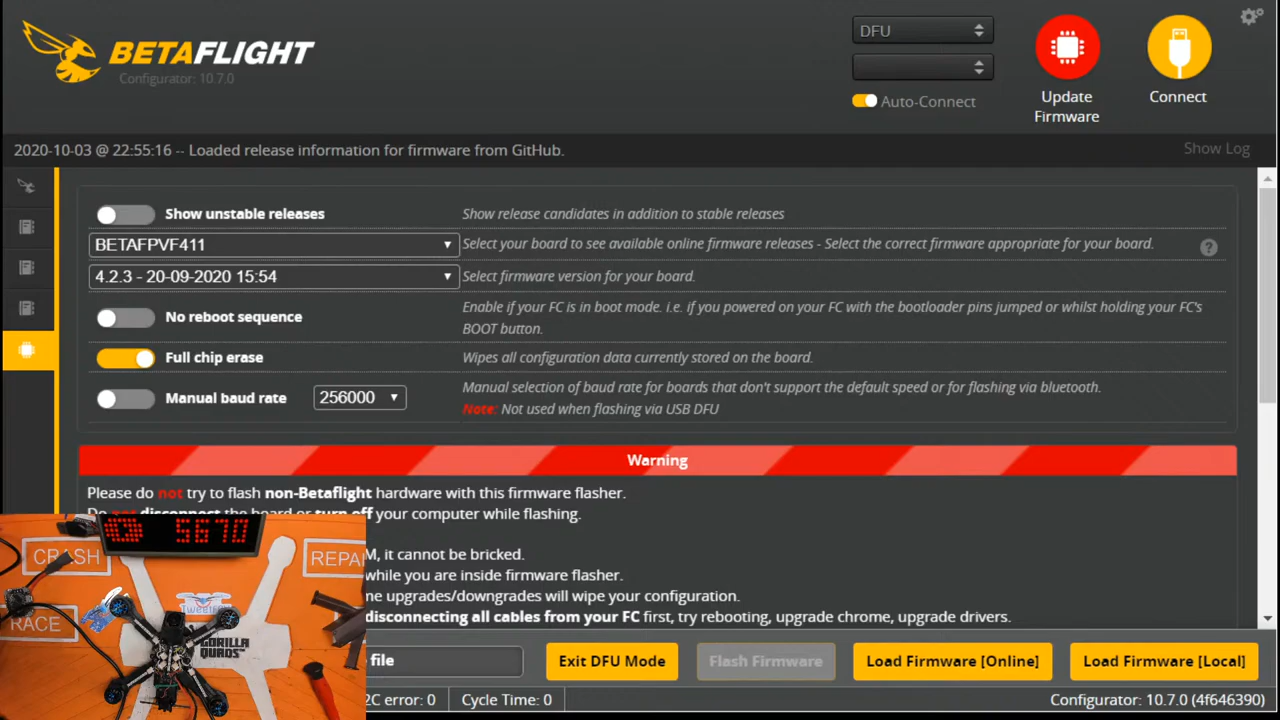 BETAFLIGHT
Configurator: 10.7.0
DFU
Auto-Connect
Update
Firmware
Connect
2020-10-03 @ 22:55:16 -- Loaded release information for firmware from GitHub.
Show Log
Show unstable releases
Show release candidates in addition to stable releases
BETAFPVF411
Select your board to see available online firmware releases - Select the correct firmware appropriate for your board.
?
4.2.3 - 20-09-2020 15:54
Select firmware version for your board.
No reboot sequence
Enable if your FC is in boot mode. i.e. if you powered on your FC with the bootloader pins jumped or whilst holding your FC's
BOOT button.
Full chip erase
Wipes all configuration data currently stored on the board.
Manual baud rate
256000
Manual selection of baud rate for boards that don't support the default speed or for flashing via bluetooth.
Note: Not used when flashing via USB DFU
Warning
Please do not try to flash non-Betaflight hardware with this firmware flasher.
Do not disconnect the board or turn off your computer while flashing.
M, it cannot be bricked.
while you are inside firmware flasher.
me upgrades/downgrades will wipe your configuration.
disconnecting all cables from your FC first, try rebooting, upgrade chrome, upgrade drivers.
5670
CRASH
REPAI
RACE
GORILLA
QUADS
file
Exit DFU Mode
Flash Firmware
Load Firmware [Online]
Load Firmware [Local]
2C error: 0
Cycle Time: 0
Configurator: 10.7.0 (4f646390)